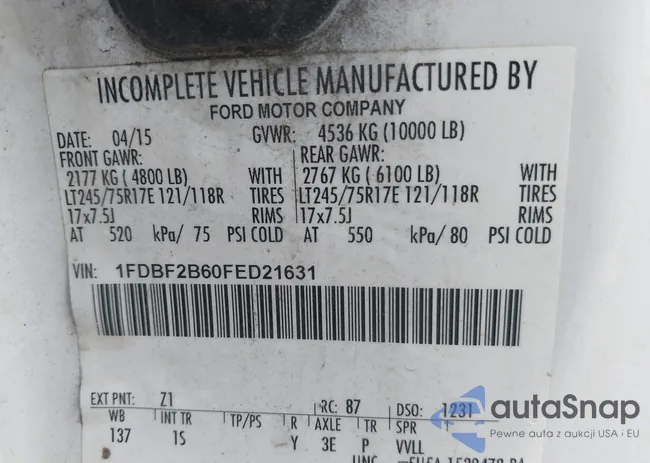 INCOMPLETE VEHICLE MANUFACTURED BY
FORD MOTOR COMPANY
DATE: 04/15 GVWR: 4536 KG (10000 LB)
FRONT GAWR: REAR GAWR:
2177 KG ( 4800 LB) WITH 2767 KG ( 6100 LB) WITH
LT245/75R17E 121/118R TIRES LT245/75R17E 121/118R TIRES
17x7.5J RIMS 17x7.5J RIMS
AT 520 kPa/ 75 PSI COLD AT 550 kPa/ 80 PSI COLD
VIN: 1FDBF2B60FED21631
EXT PNT: Z1 RC: 87 DSO: 1231
WB INT TR TP/PS R AXLE TR SPR
137 1S Y 3E P VVLL
autaSnap
Pewne auta z aukcji USA i EU